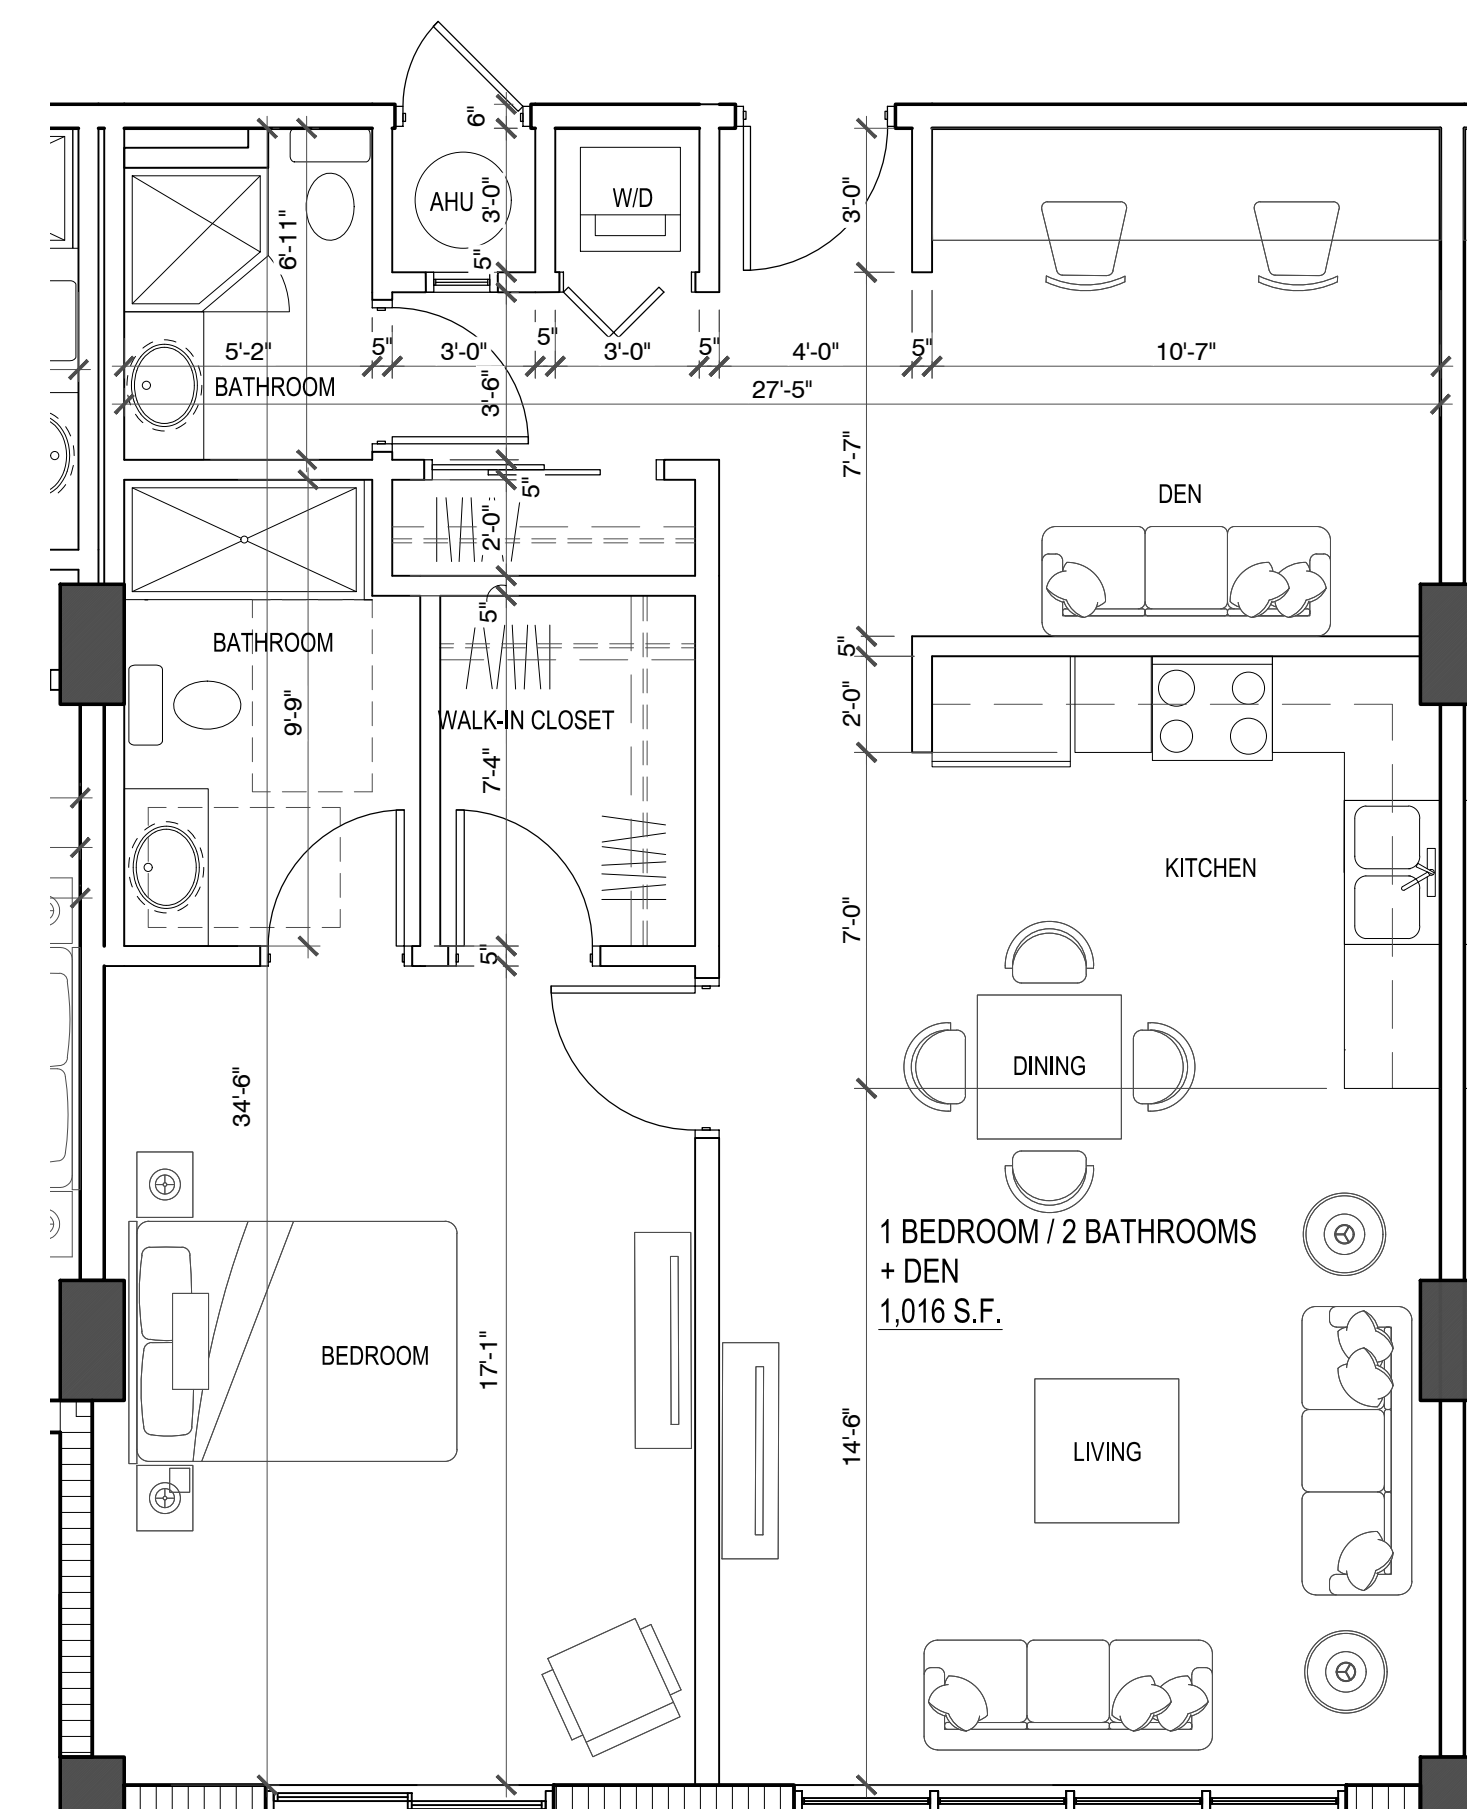 6"
AHU
3'-0"
W/D
3'-0"
6'-11"
5"
5'-2"
5"
3'-0"
5"
3'-0"
5"
4'-0"
5"
10'-7"
BATHROOM
3'-6"
27'-5"
7'-7"
5"
DEN
2'-0"
5"
BATHROOM
5"
9'-9"
WALK-IN CLOSET
2'-0"
7'-4"
KITCHEN
7'-0"
5"
34'-6"
DINING
1 BEDROOM / 2 BATHROOMS
+ DEN
1,016 S.F.
BEDROOM
17'-1"
14'-6"
LIVING